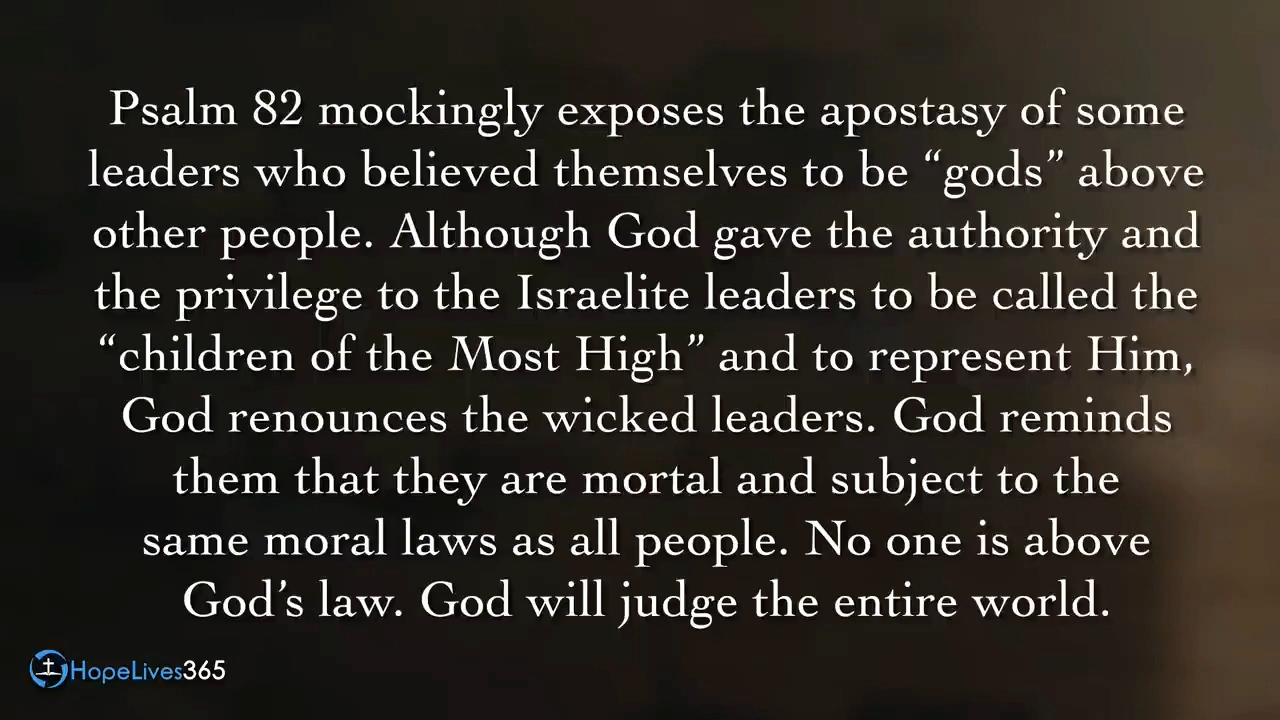 Psalm 82 mockingly exposes the apostasy of some
leaders who believed themselves to be “gods” above
other people. Although God gave the authority and
the privilege to the Israelite leaders to be called the
“children of the Most High” and to represent Him,
God renounces the wicked leaders. God reminds
them that they are mortal and subject to the
same moral laws as all people. No one is above
God’s law. God will judge the entire world.
HopeLives365